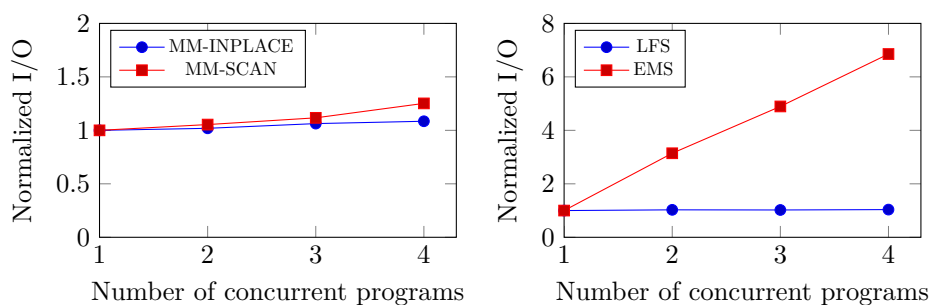 2
1.5
1
0.5
0
Normalized I/O
MM-INPLACE
MM-SCAN
1 2 3 4
Number of concurrent programs
8
6
4
2
0
Normalized I/O
LFS
EMS
1 2 3 4
Number of concurrent programs